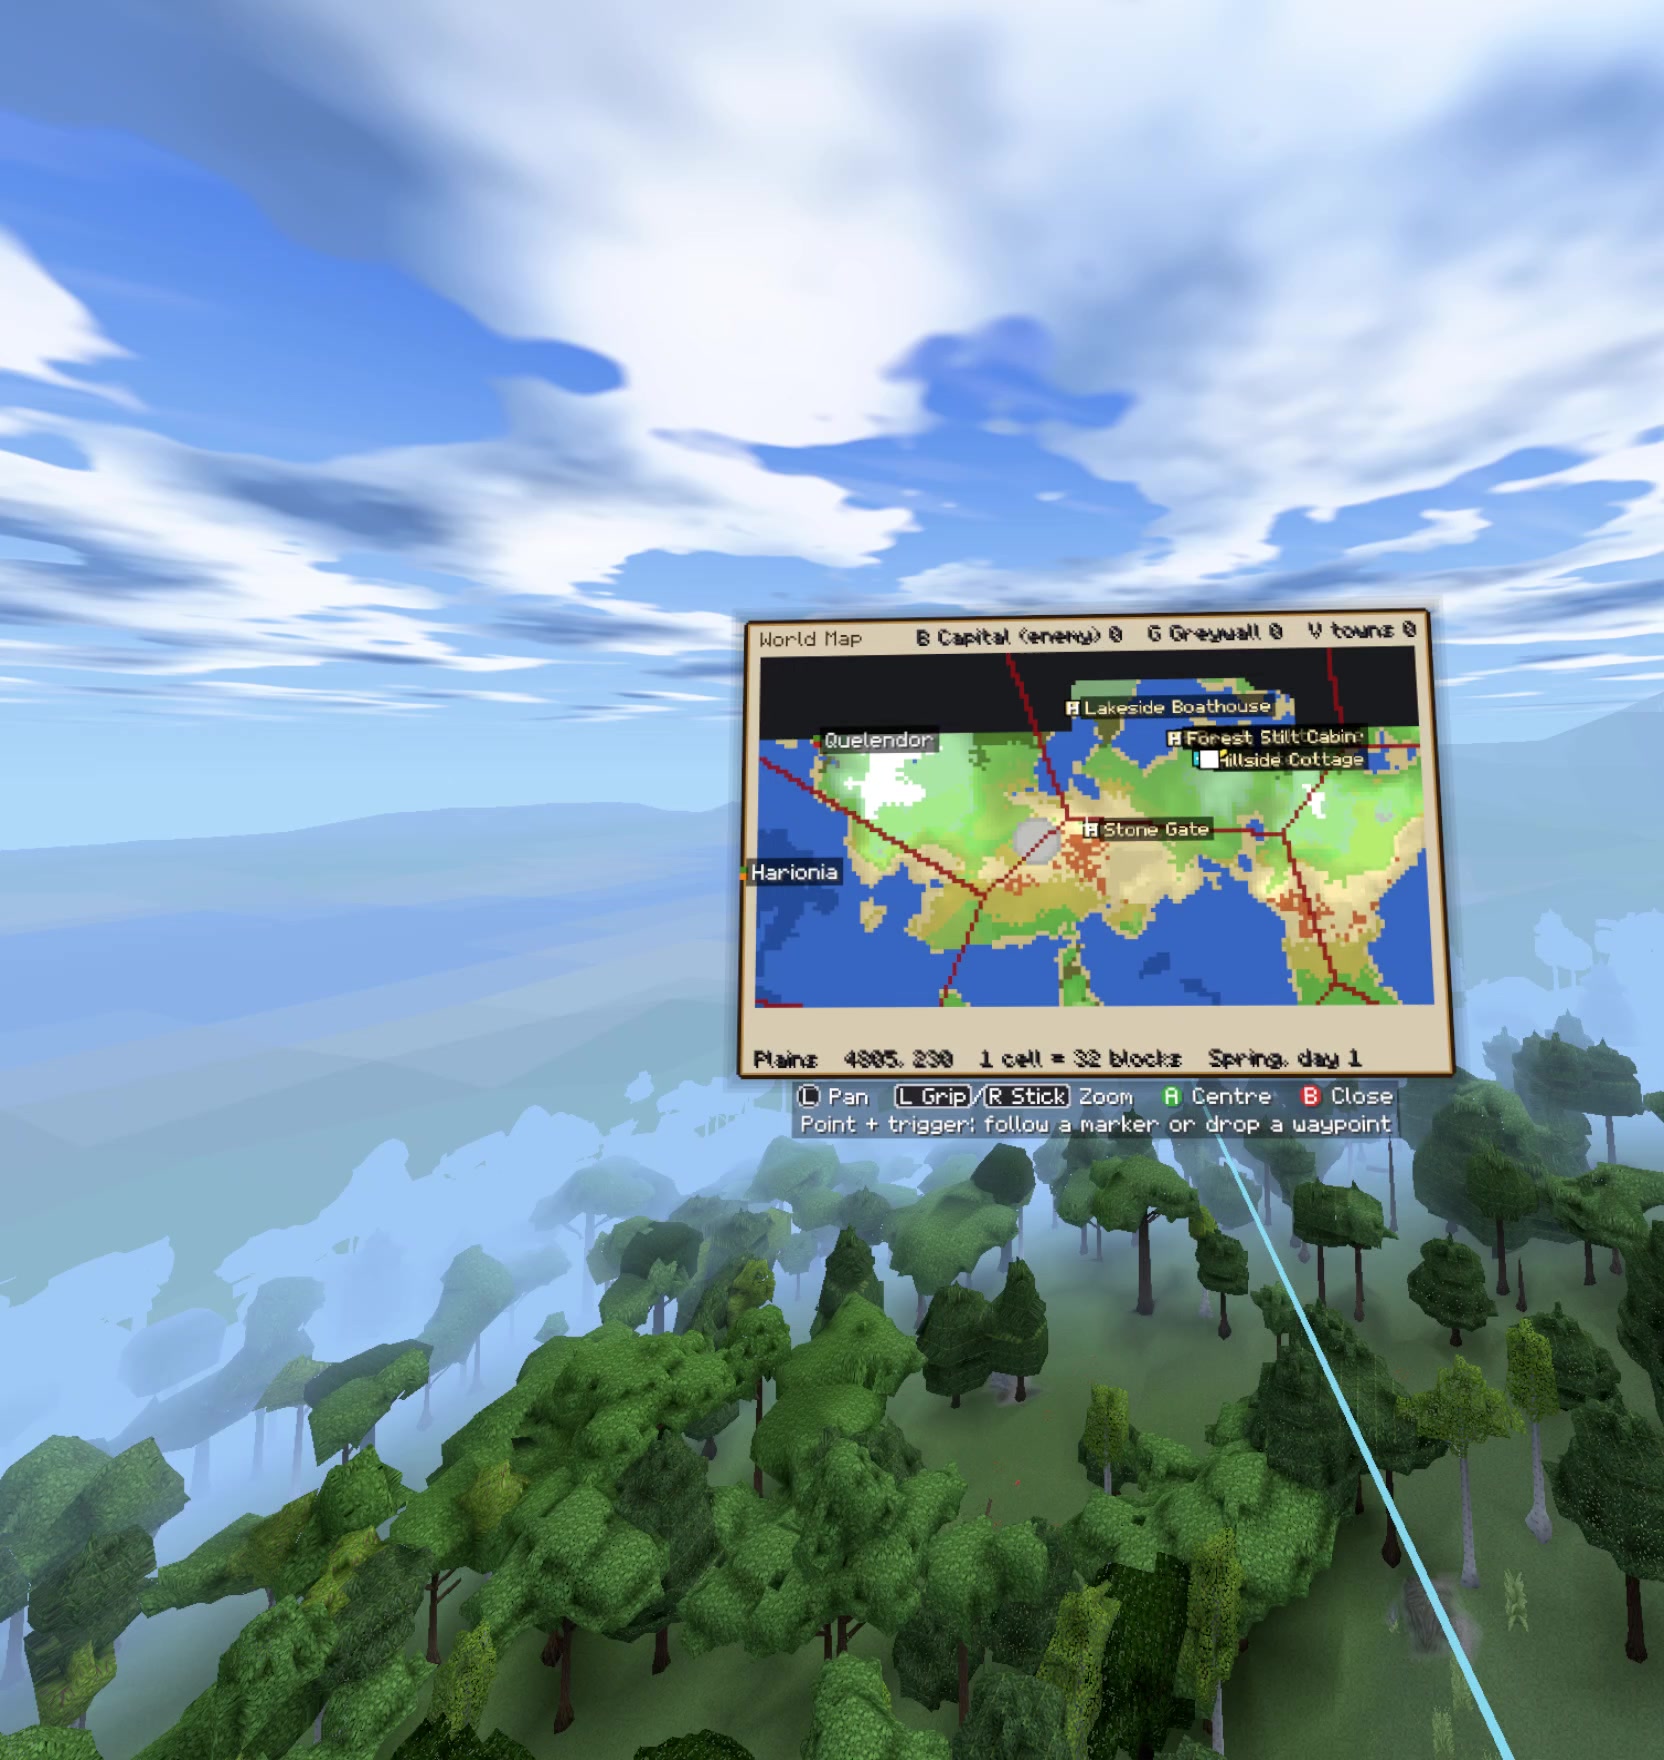 World Map B Capital (enemy) 0 G Greywall 0 V towns 0
H Lakeside Boathouse
Quelendor
H Forest Stilt Cabin
illside Cottage
H Stone Gate
Harionia
Plains 4805, 230 1 cell = 32 blocks Spring, day 1
L Pan L Grip/R Stick Zoom A Centre B Close
Point + trigger: follow a marker or drop a waypoint